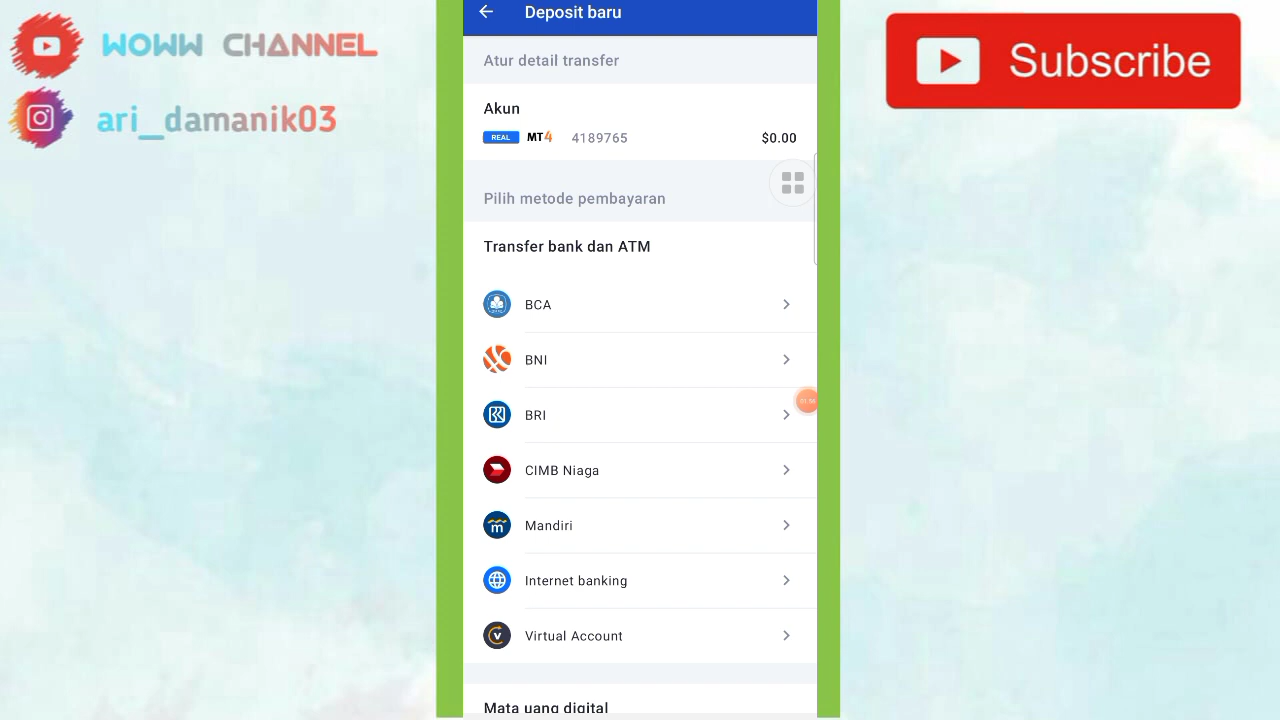 WOWW CHANNEL
ari_damanik03
Subscribe
Deposit baru
Atur detail transfer
Akun
REAL MT4 4189765 $0.00
Pilih metode pembayaran
Transfer bank dan ATM
BCA
BNI
BRI
CIMB Niaga
Mandiri
Internet banking
Virtual Account
Mata uang digital